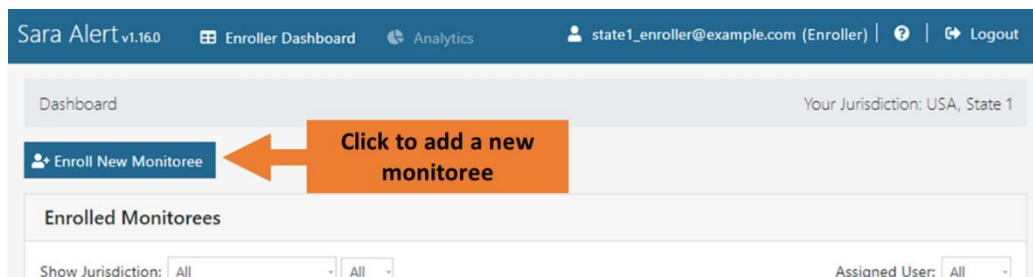 Sara Alert v1.16.0 Enroller Dashboard Analytics state1_enroller@example.com (Enroller) | ? | Logout
Dashboard Your Jurisdiction: USA, State 1
Enroll New Monitoree
Click to add a new
monitoree
Enrolled Monitorees
Show Jurisdiction: All All Assigned User: All